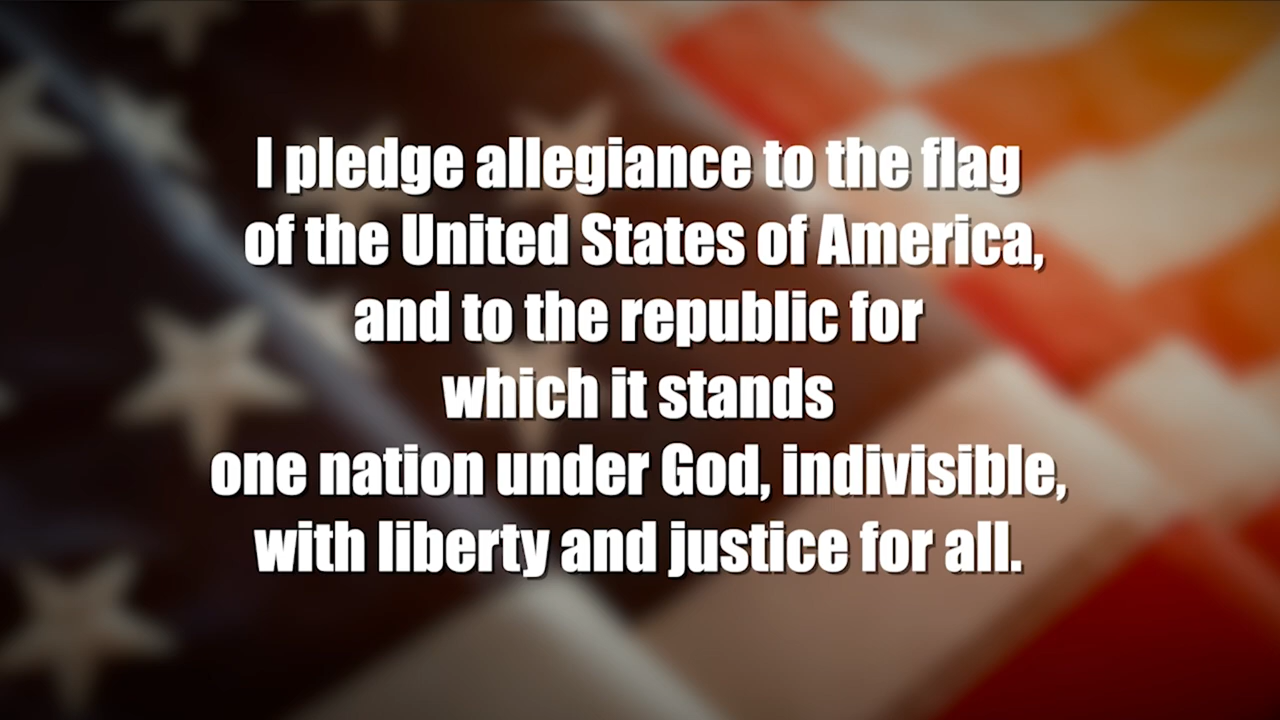 I pledge allegiance to the flag
of the United States of America,
and to the republic for
which it stands
one nation under God, indivisible,
with liberty and justice for all.